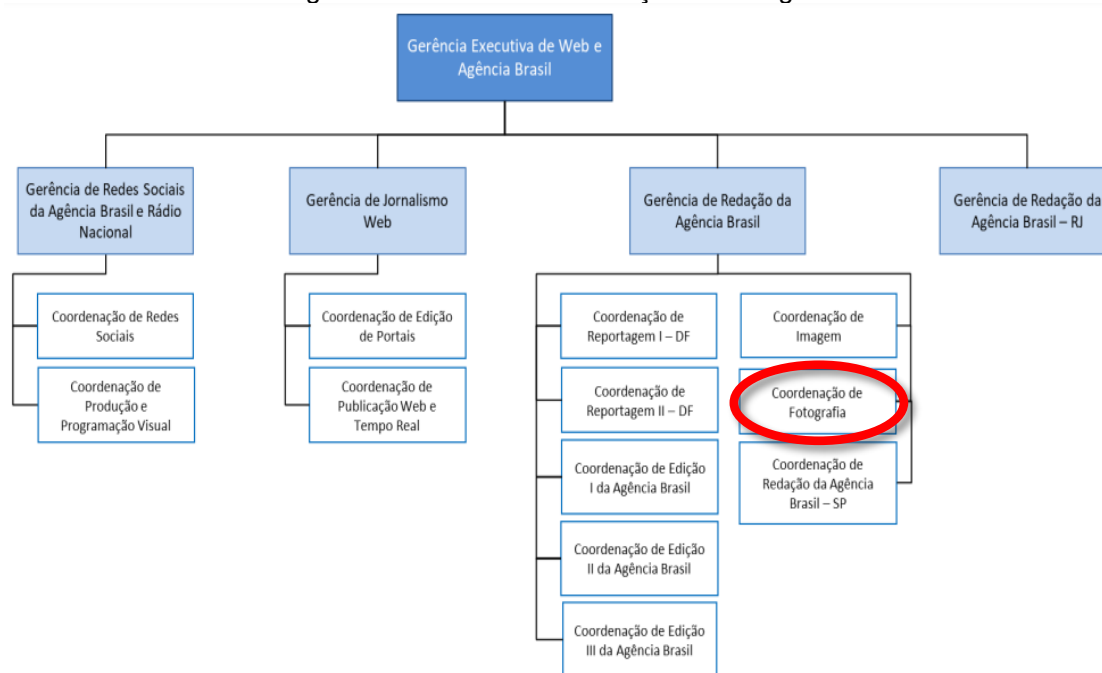 Gerência Executiva de Web e
Agência Brasil
Gerência de Redes Sociais
da Agência Brasil e Rádio
Nacional
Gerência de Jornalismo
Web
Gerência de Redação da
Agência Brasil
Gerência de Redação da
Agência Brasil – RJ
Coordenação de Redes
Sociais
Coordenação de
Produção e
Programação Visual
Coordenação de Edição
de Portais
Coordenação de
Publicação Web e
Tempo Real
Coordenação de
Reportagem I – DF
Coordenação de
Reportagem II – DF
Coordenação de Edição
I da Agência Brasil
Coordenação de Edição
II da Agência Brasil
Coordenação de Edição
III da Agência Brasil
Coordenação de
Imagem
Coordenação de
Fotografia
Coordenação de
Redação da Agência
Brasil – SP